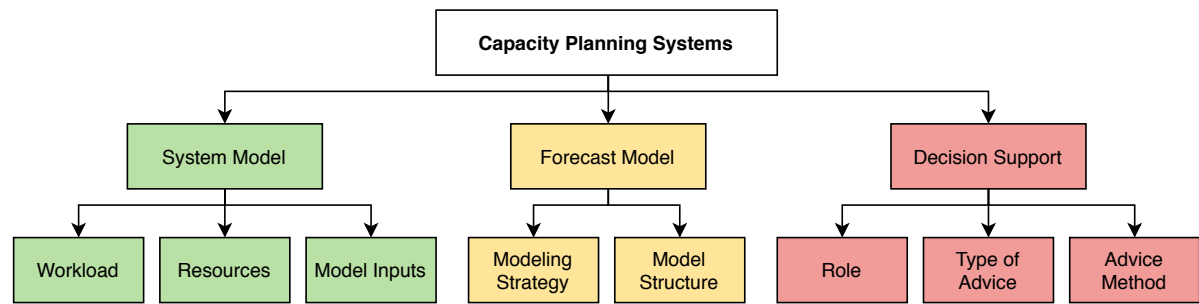 Capacity Planning Systems
System Model
Forecast Model
Decision Support
Workload
Resources
Model Inputs
Modeling
Strategy
Model
Structure
Role
Type of
Advice
Advice
Method